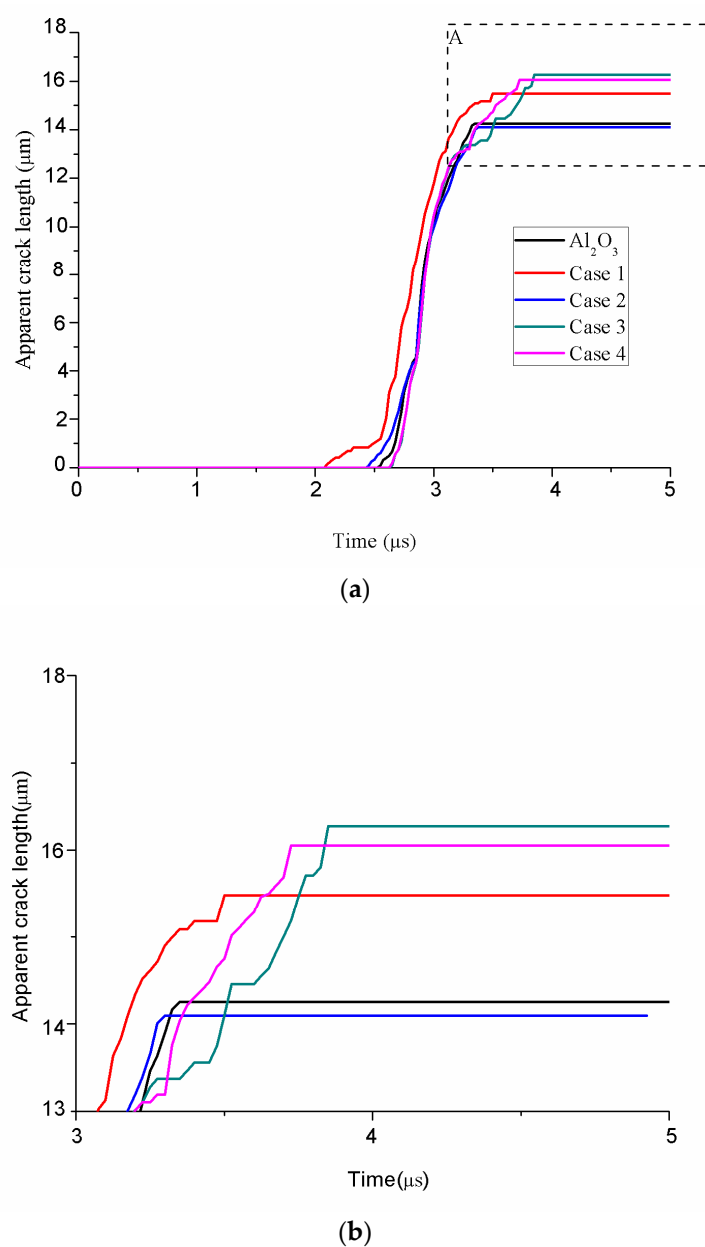 18
16
14
12
10
8
6
4
2
0
Apparent crack length (μm)
A
Al2O3
Case 1
Case 2
Case 3
Case 4
0 1 2 3 4 5
Time (μs)
(a)
18
16
14
13
Apparent crack length(μm)
3 4 5
Time(μs)
(b)